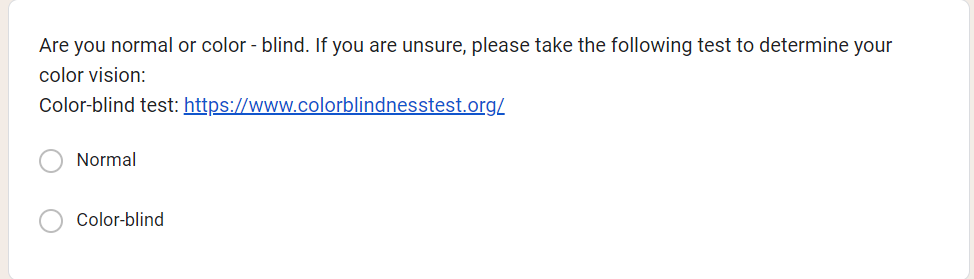 Are you normal or color - blind. If you are unsure, please take the following test to determine your
color vision:
Color-blind test: https://www.colorblindnesstest.org/
Normal
Color-blind